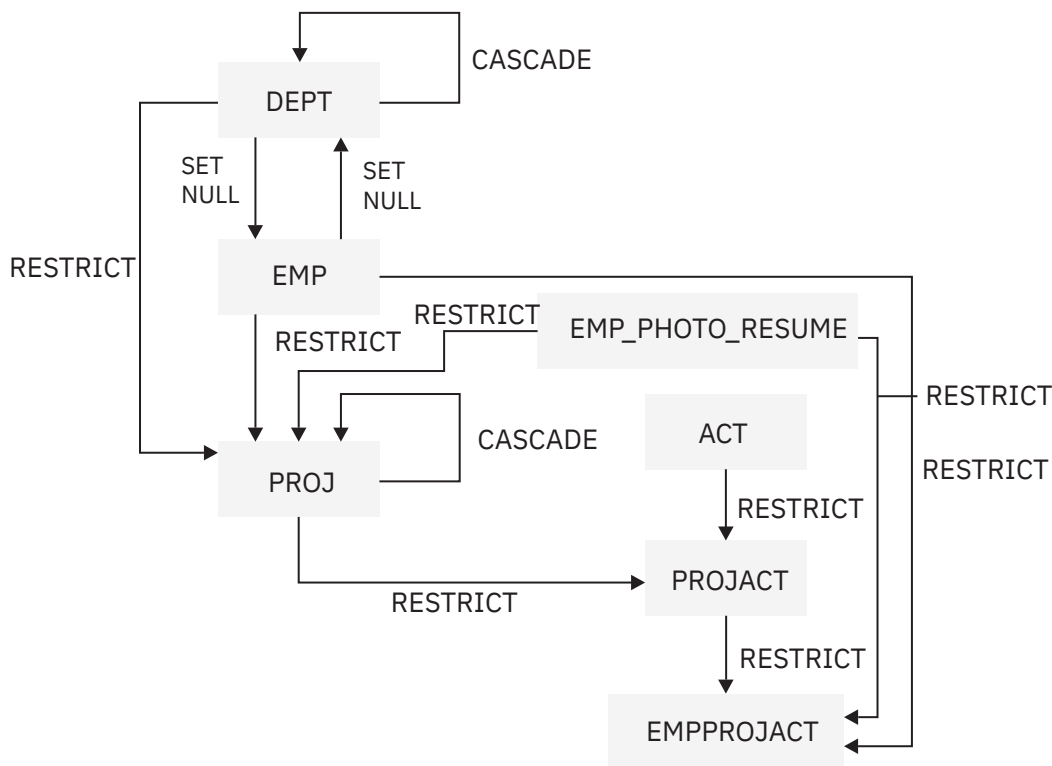 CASCADE
DEPT
SET
NULL
SET
NULL
RESTRICT
EMP
RESTRICT
EMP_PHOTO_RESUME
RESTRICT
RESTRICT
ACT
CASCADE
RESTRICT
PROJ
RESTRICT
PROJACT
RESTRICT
RESTRICT
EMPPROJACT